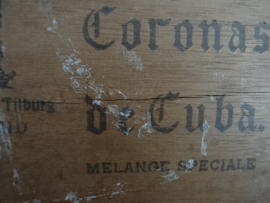 Coronas
de Cuba.
MELANGE SPECIALE
Tilburg